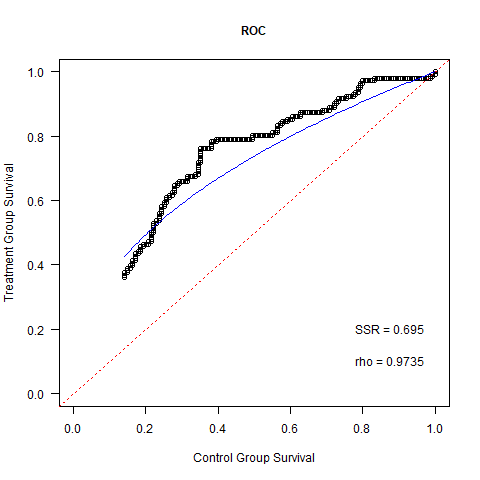 ROC
Treatment Group Survival
1.0
0.8
0.6
0.4
0.2
0.0
SSR = 0.695
rho = 0.9735
0.0 0.2 0.4 0.6 0.8 1.0
Control Group Survival